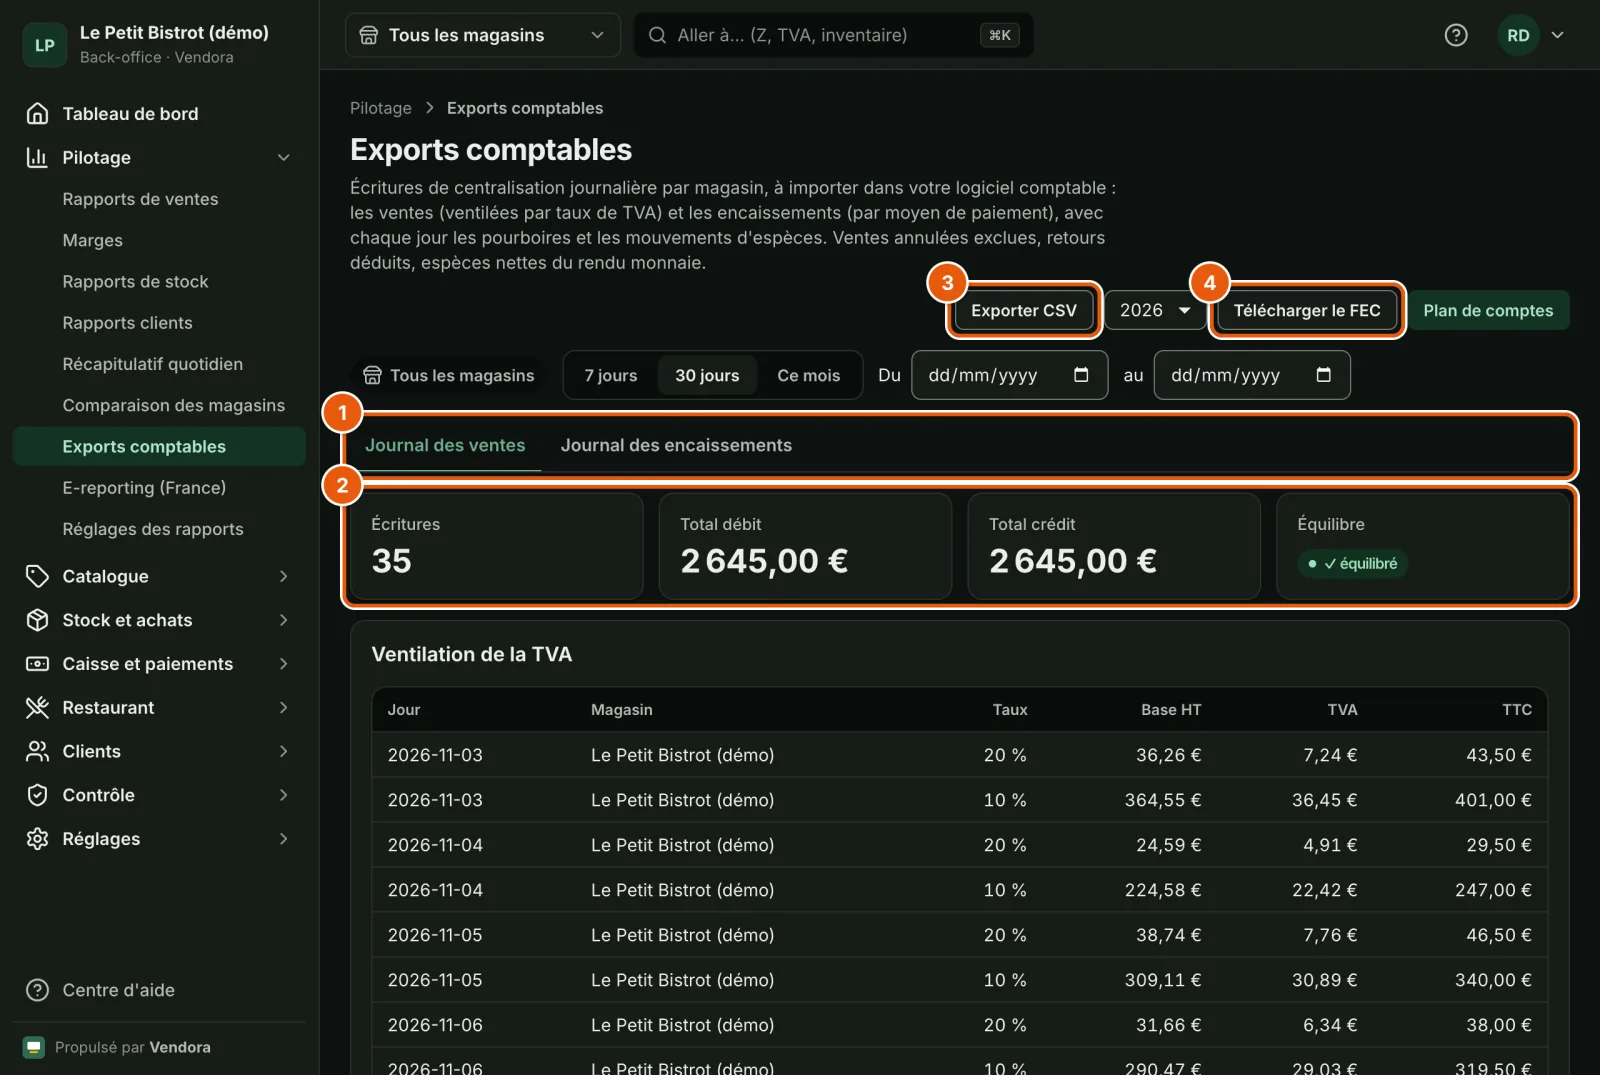 LP
Le Petit Bistrot (démo)
Back-office · Vendora
Tous les magasins
Aller à... (Z, TVA, inventaire)
⌘K
RD
Tableau de bord
Pilotage
Rapports de ventes
Marges
Rapports de stock
Rapports clients
Récapitulatif quotidien
Comparaison des magasins
Exports comptables
E-reporting (France)
Réglages des rapports
Catalogue
Stock et achats
Caisse et paiements
Restaurant
Clients
Contrôle
Réglages
Centre d'aide
Propulsé par Vendora
Pilotage > Exports comptables
Exports comptables
Écritures de centralisation journalière par magasin, à importer dans votre logiciel comptable :
les ventes (ventilées par taux de TVA) et les encaissements (par moyen de paiement), avec
chaque jour les pourboires et les mouvements d'espèces. Ventes annulées exclues, retours
déduits, espèces nettes du rendu monnaie.
3
Exporter CSV
2026
4
Télécharger le FEC
Plan de comptes
Tous les magasins
7 jours
30 jours
Ce mois
Du
dd/mm/yyyy
au
dd/mm/yyyy
1
Journal des ventes
Journal des encaissements
2
Écritures
35
Total débit
2 645,00 €
Total crédit
2 645,00 €
Équilibre
✓ équilibré
Ventilation de la TVA
Jour Magasin Taux Base HT TVA TTC
2026-11-03 Le Petit Bistrot (démo) 20 % 36,26 € 7,24 € 43,50 €
2026-11-03 Le Petit Bistrot (démo) 10 % 364,55 € 36,45 € 401,00 €
2026-11-04 Le Petit Bistrot (démo) 20 % 24,59 € 4,91 € 29,50 €
2026-11-04 Le Petit Bistrot (démo) 10 % 224,58 € 22,42 € 247,00 €
2026-11-05 Le Petit Bistrot (démo) 20 % 38,74 € 7,76 € 46,50 €
2026-11-05 Le Petit Bistrot (démo) 10 % 309,11 € 30,89 € 340,00 €
2026-11-06 Le Petit Bistrot (démo) 20 % 31,66 € 6,34 € 38,00 €
2026-11-06 Le Petit Bistrot (démo) 10 % 290,47 € 29,03 € 319,50 €